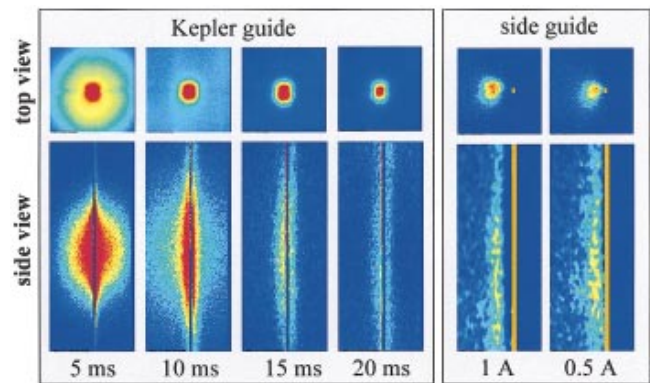 Kepler guide
side guide
top view
side view
5 ms
10 ms
15 ms
20 ms
1 A
0.5 A